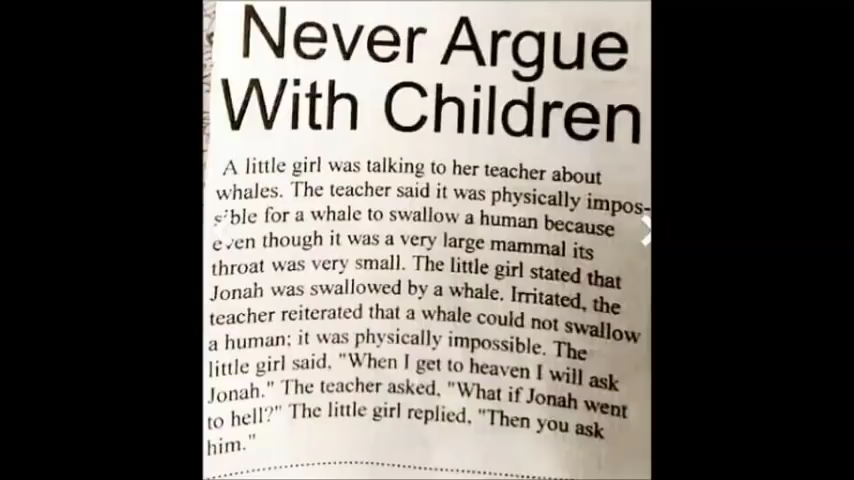 Never Argue
With Children
A little girl was talking to her teacher about
whales. The teacher said it was physically impos-
sible for a whale to swallow a human because
even though it was a very large mammal its
throat was very small. The little girl stated that
Jonah was swallowed by a whale. Irritated, the
teacher reiterated that a whale could not swallow
a human; it was physically impossible. The
little girl said, "When I get to heaven I will ask
Jonah." The teacher asked, "What if Jonah went
to hell?" The little girl replied, "Then you ask
him."